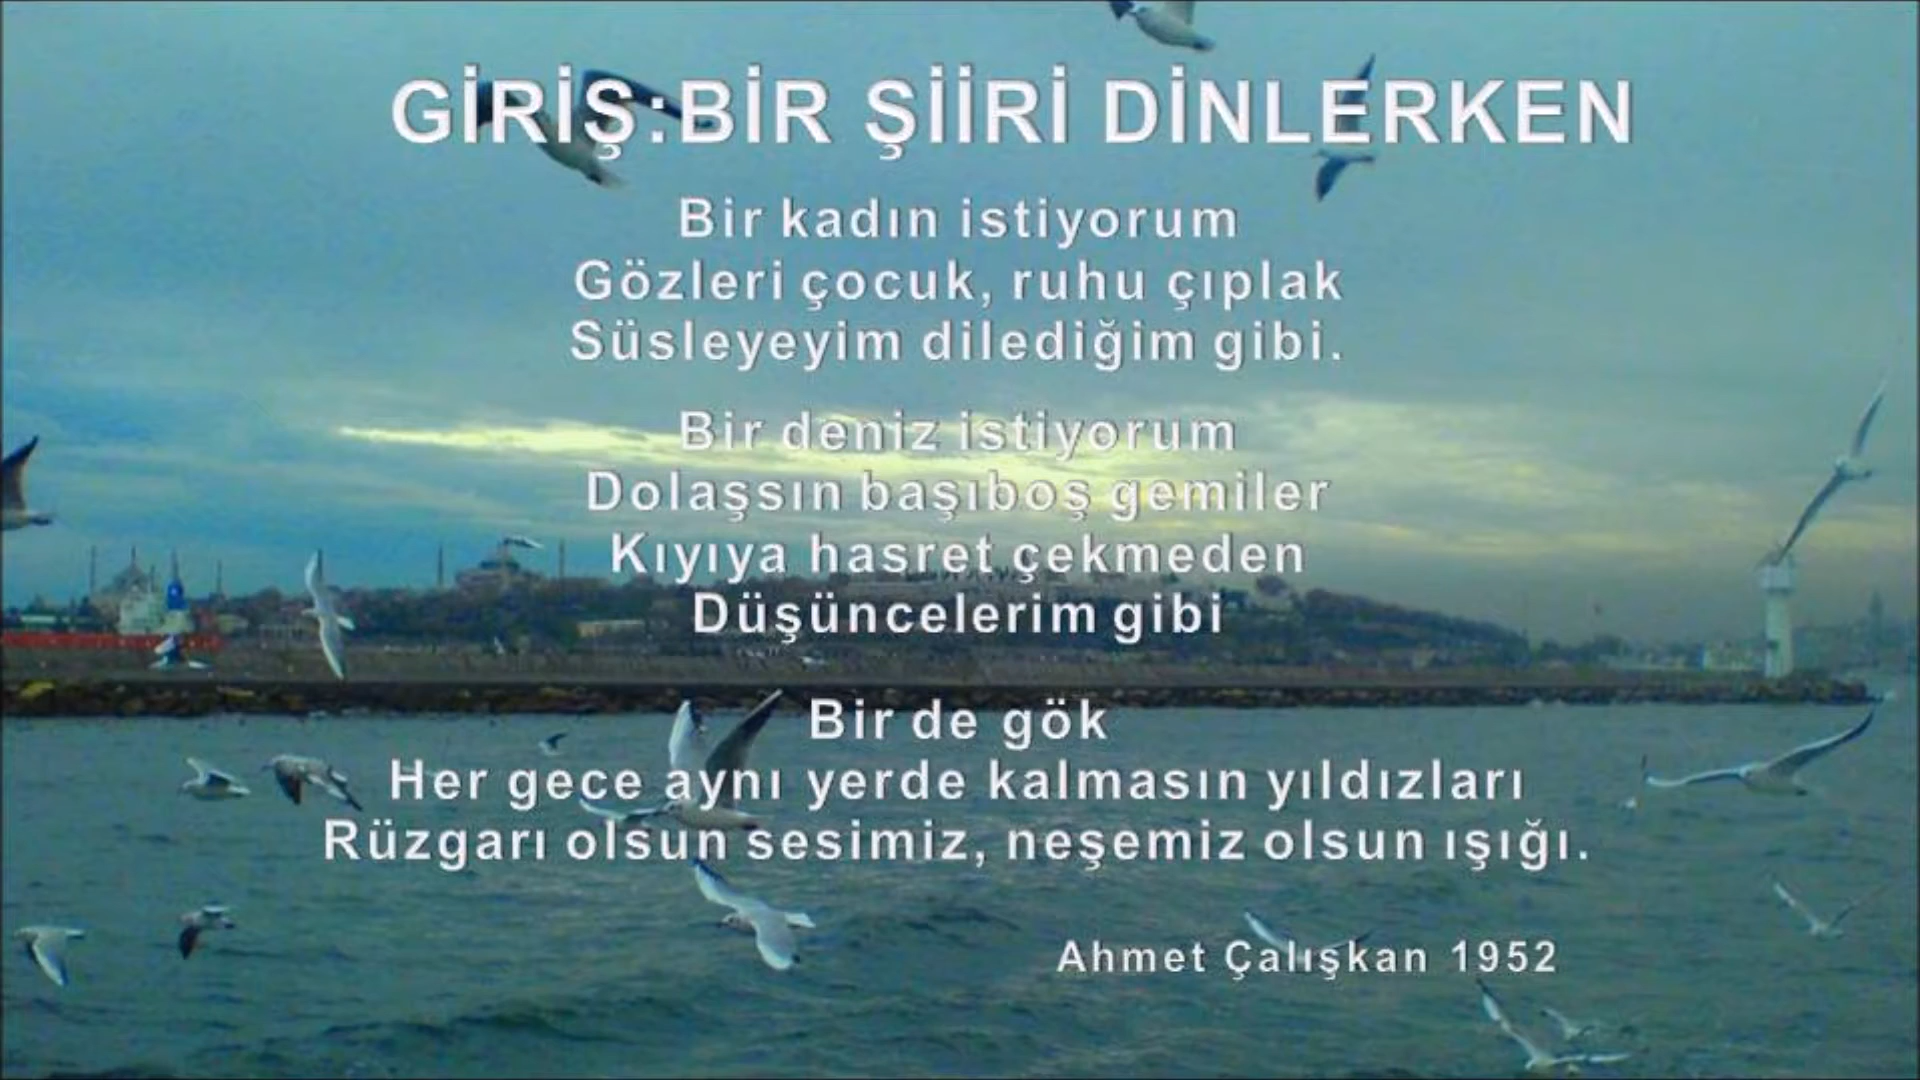 GİRİŞ:BİR ŞİİRİ DİNLERKEN
Bir kadın istiyorum
Gözleri çocuk, ruhu çıplak
Süsleyeyim dilediğim gibi.
Bir deniz istiyorum
Dolaşsın başıboş gemiler
Kıyıya hasret çekmeden
Düşüncelerim gibi
Bir de gök
Her gece aynı yerde kalmasın yıldızları
Rüzgarı olsun sesimiz, neşemiz olsun ışığı.
Ahmet Çalışkan 1952